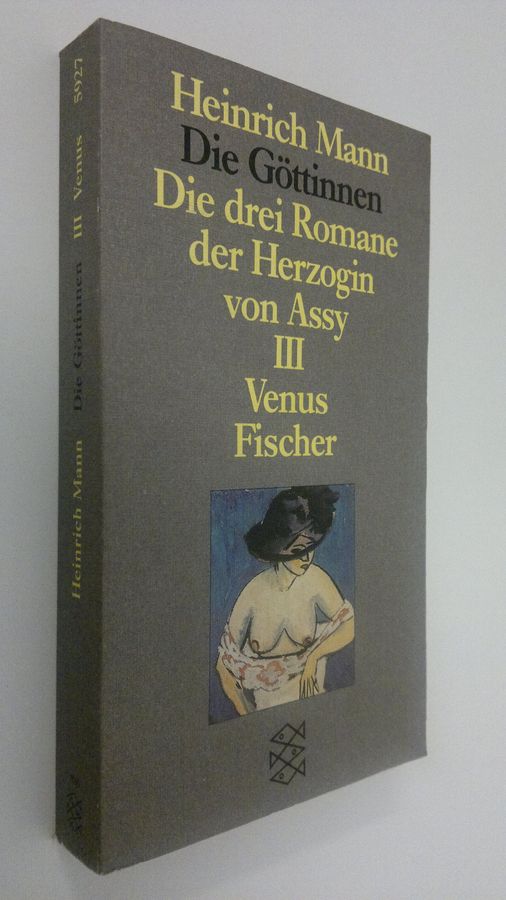 Heinrich Mann
Die Göttinnen
Die drei Romane
der Herzogin
von Assy
III
Venus
Fischer
Heinrich Mann Die Göttinnen III Venus 5927